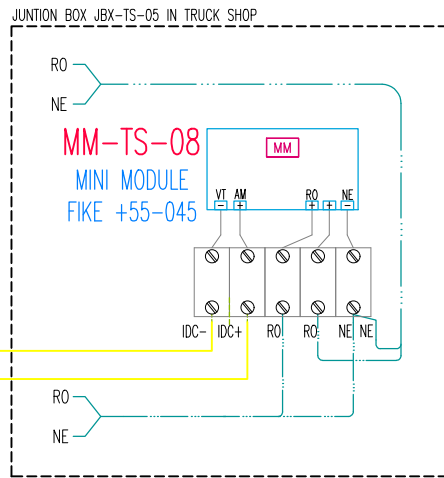 JUNTION BOX JBX-TS-05 IN TRUCK SHOP
RO
NE
MM-TS-08
MM
MINI MODULE
FIKE +55-045
VT AM RO NE
- + + + -
IDC- IDC+ RO RO NE NE
RO
NE